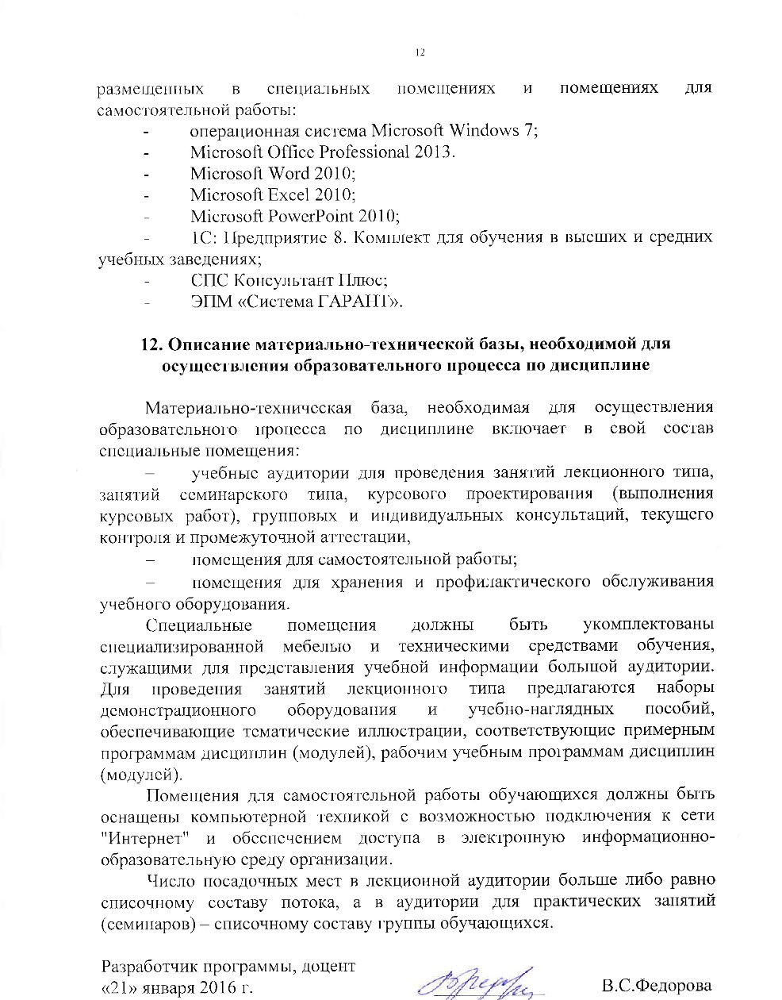 12
размещенных в специальных помещениях и помещениях для
самостоятельной работы:
- операционная система Microsoft Windows 7;
- Microsoft Office Professional 2013.
- Microsoft Word 2010;
- Microsoft Excel 2010;
- Microsoft PowerPoint 2010;
- 1С: Предприятие 8. Комплект для обучения в высших и средних
учебных заведениях;
- СПС Консультант Плюс;
- ЭПМ «Система ГАРАНТ».
12. Описание материально-технической базы, необходимой для
осуществления образовательного процесса по дисциплине
Материально-техническая база, необходимая для осуществления
образовательного процесса по дисциплине включает в свой состав
специальные помещения:
– учебные аудитории для проведения занятий лекционного типа,
занятий семинарского типа, курсового проектирования (выполнения
курсовых работ), групповых и индивидуальных консультаций, текущего
контроля и промежуточной аттестации,
– помещения для самостоятельной работы;
– помещения для хранения и профилактического обслуживания
учебного оборудования.
Специальные помещения должны быть укомплектованы
специализированной мебелью и техническими средствами обучения,
служащими для представления учебной информации большой аудитории.
Для проведения занятий лекционного типа предлагаются наборы
демонстрационного оборудования и учебно-наглядных пособий,
обеспечивающие тематические иллюстрации, соответствующие примерным
программам дисциплин (модулей), рабочим учебным программам дисциплин
(модулей).
Помещения для самостоятельной работы обучающихся должны быть
оснащены компьютерной техникой с возможностью подключения к сети
"Интернет" и обеспечением доступа в электронную информационно-
образовательную среду организации.
Число посадочных мест в лекционной аудитории больше либо равно
списочному составу потока, а в аудитории для практических занятий
(семинаров) – списочному составу группы обучающихся.
Разработчик программы, доцент
«21» января 2016 г. В.С.Федорова